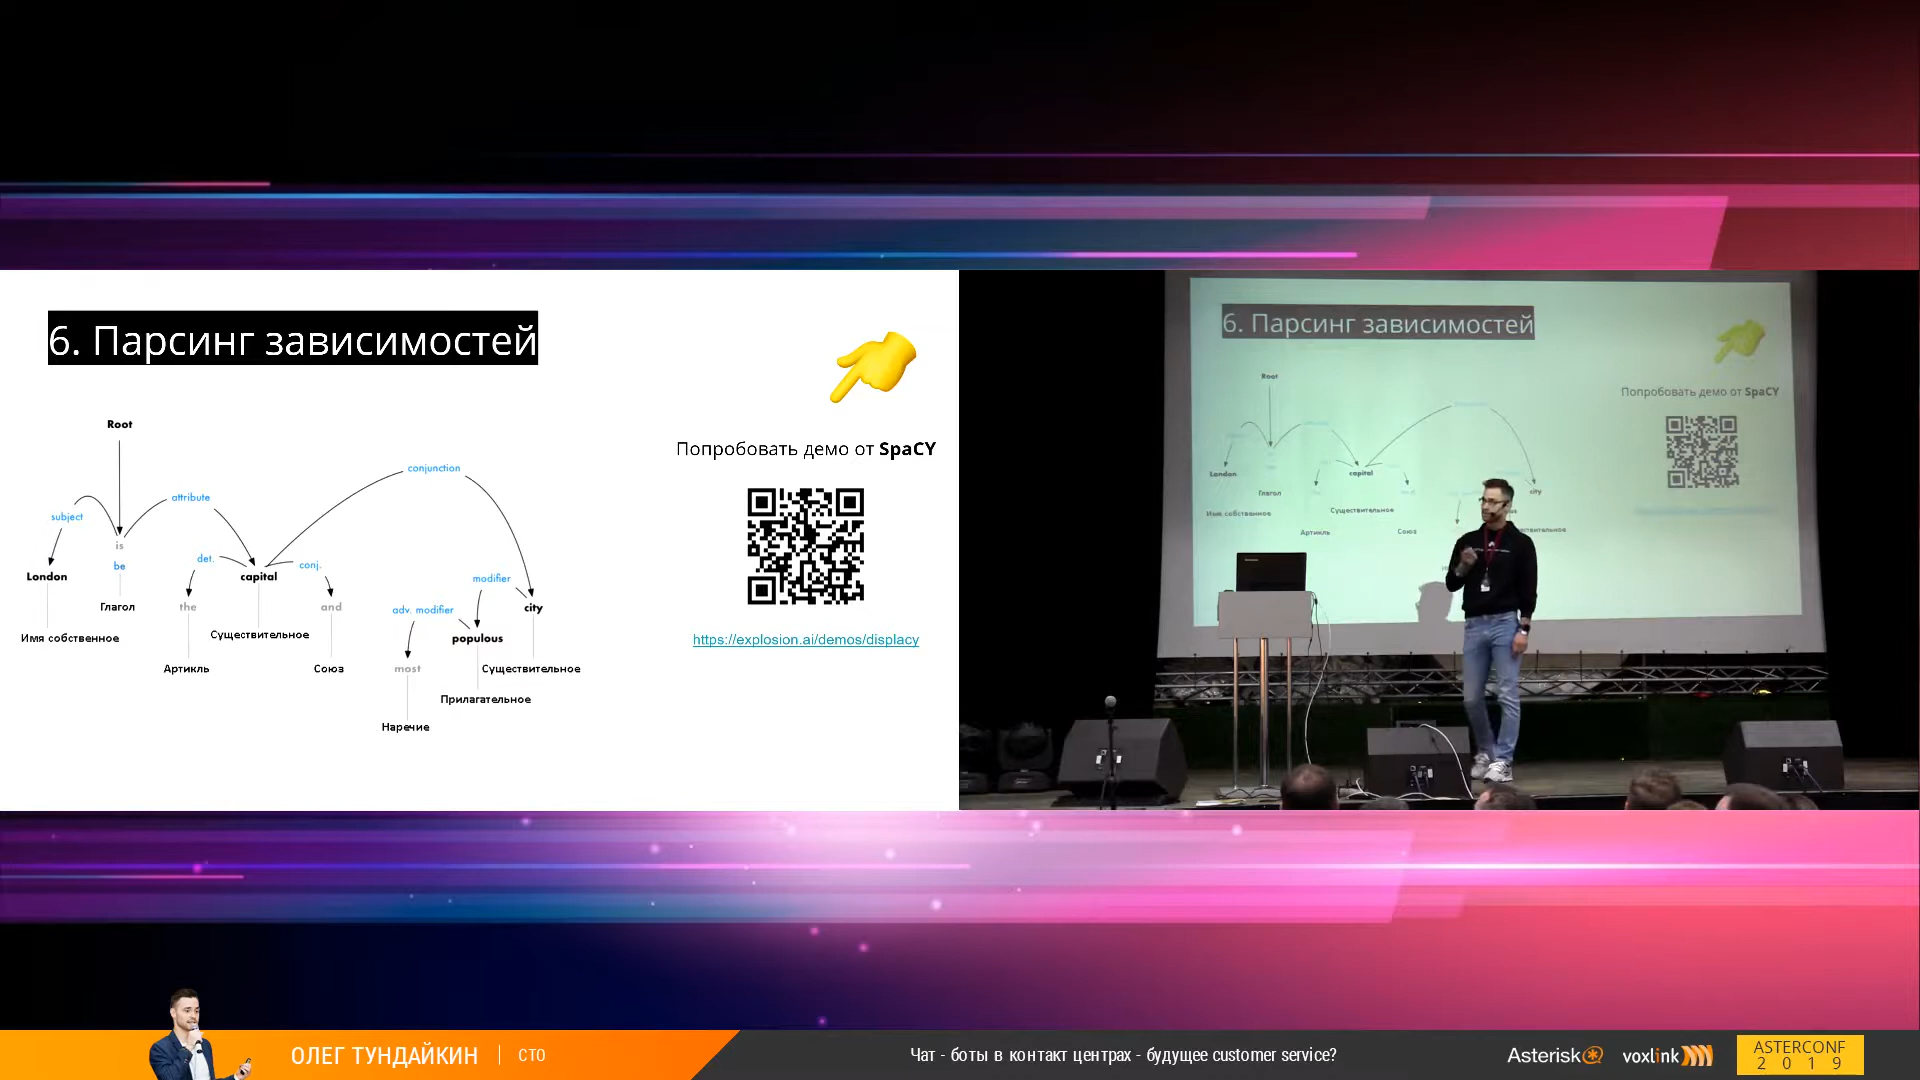 6. Парсинг зависимостей
Попробовать демо от SpaCY
https://explosion.ai/demos/displacy
Root
conjunction
attribute
subject
is
be
det.
conj.
London
capital
modifier
Глагол
the
and
adv. modifier
city
Имя собственное
Существительное
populous
Артикль
Союз
most
Существительное
Прилагательное
Наречие
6. Парсинг зависимостей
Root
Попробовать демо от SpaCY
London
capital
city
Глагол
Имя собственное
Существительное
Артикль
Союз
ОЛЕГ ТУНДАЙКИН | CTO
Чат - боты в контакт центрах - будущее customer service?
Asterisk
voxlink
ASTERCONF
2 0 1 9